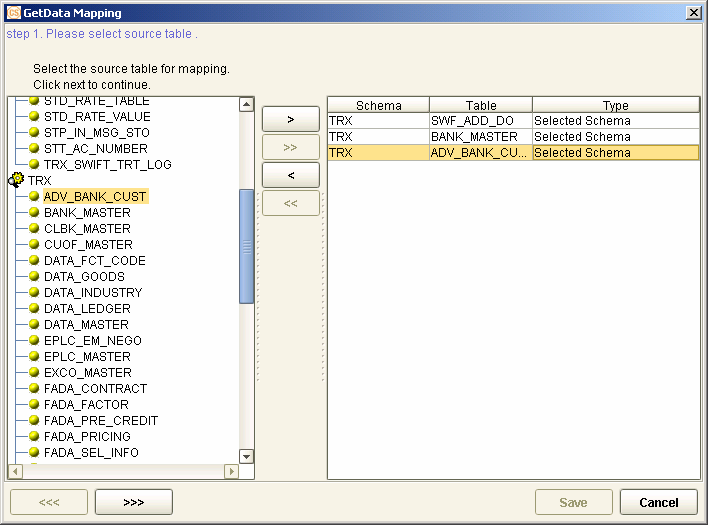 GetData Mapping
step 1. Please select source table .
Select the source table for mapping.
Click next to continue.
STD_RATE_TABLE
STD_RATE_VALUE
STP_IN_MSG_STO
STT_AC_NUMBER
TRX_SWIFT_TRT_LOG
TRX
ADV_BANK_CUST
BANK_MASTER
CLBK_MASTER
CUOF_MASTER
DATA_FCT_CODE
DATA_GOODS
DATA_INDUSTRY
DATA_LEDGER
DATA_MASTER
EPLC_EM_NEGO
EPLC_MASTER
EXCO_MASTER
FADA_CONTRACT
FADA_FACTOR
FADA_PRE_CREDIT
FADA_PRICING
FADA_SEL_INFO
>
>>
<
<<
Schema Table Type
TRX SWF_ADD_DO Selected Schema
TRX BANK_MASTER Selected Schema
TRX ADV_BANK_CU... Selected Schema
<<< >>> Save Cancel